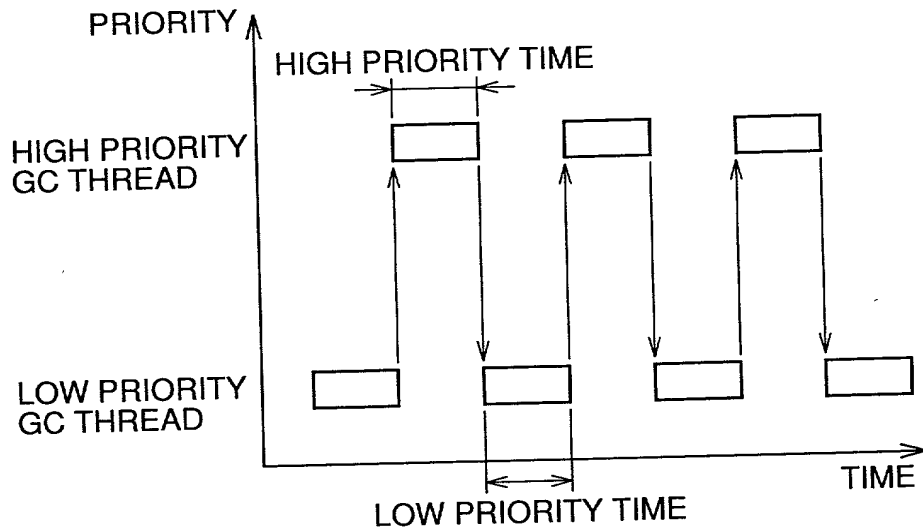 PRIORITY
HIGH PRIORITY TIME
HIGH PRIORITY
GC THREAD
LOW PRIORITY
GC THREAD
TIME
LOW PRIORITY TIME